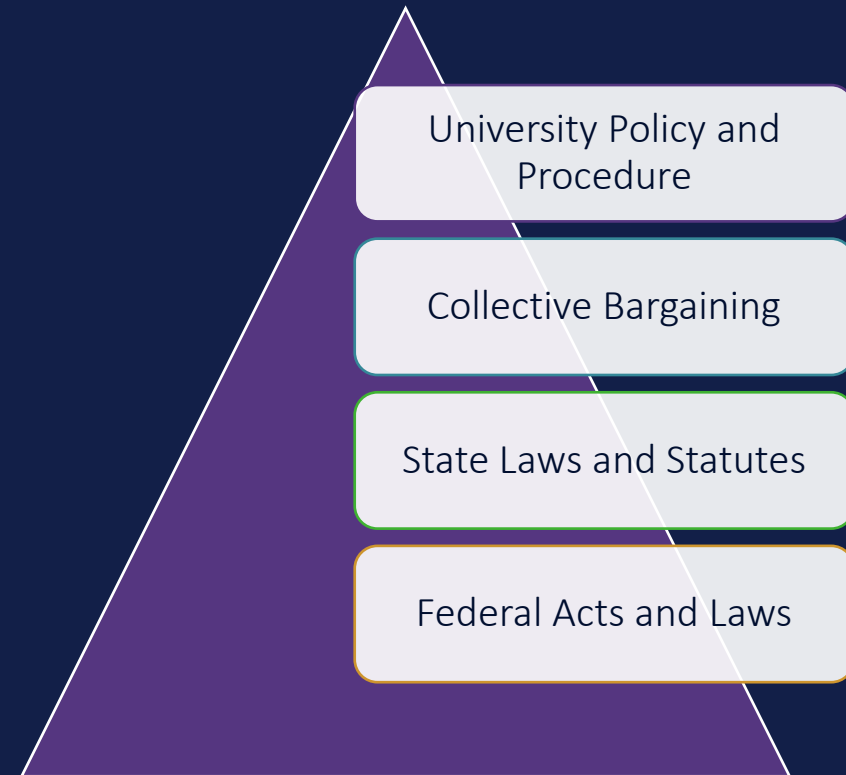 University Policy and
Procedure
Collective Bargaining
State Laws and Statutes
Federal Acts and Laws